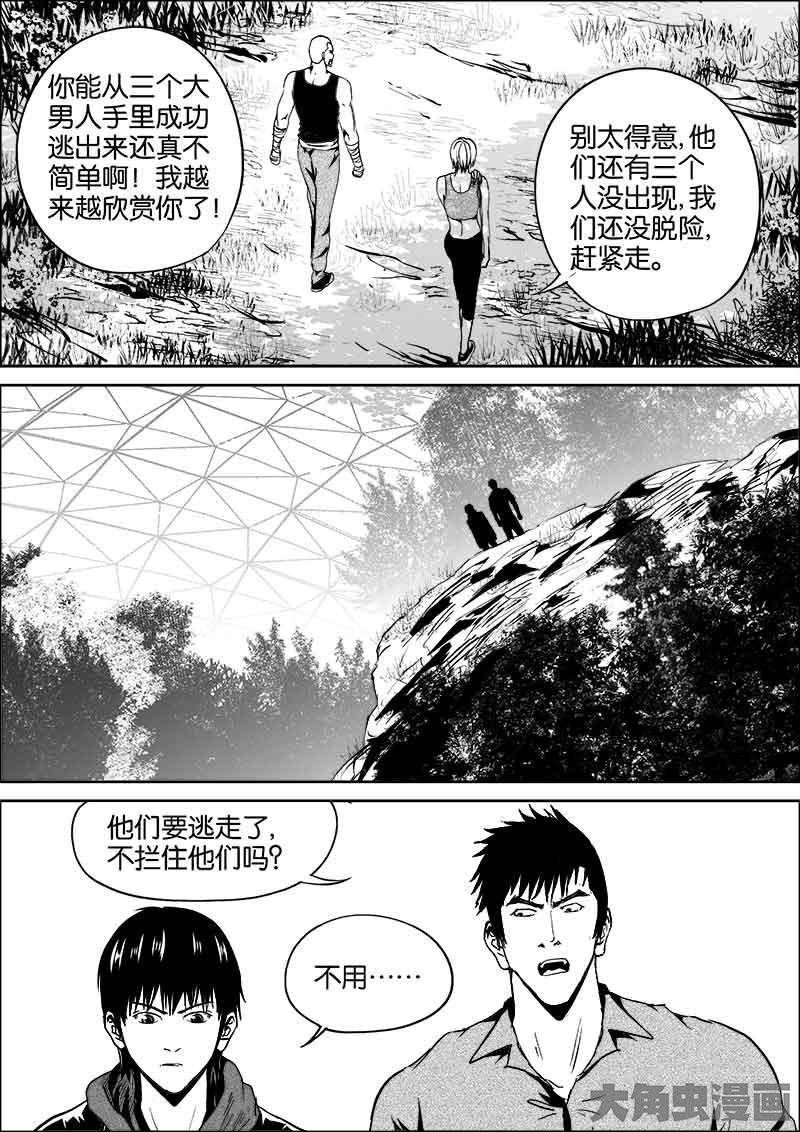 你能从三个大
男人手里成功
逃出来还真不
简单啊！我越
来越欣赏你了！
别太得意，他
们还有三个
人没出现，我
们还没脱险，
赶紧走。
他们要逃走了，
不拦住他们吗？
不用……
大角虫漫画